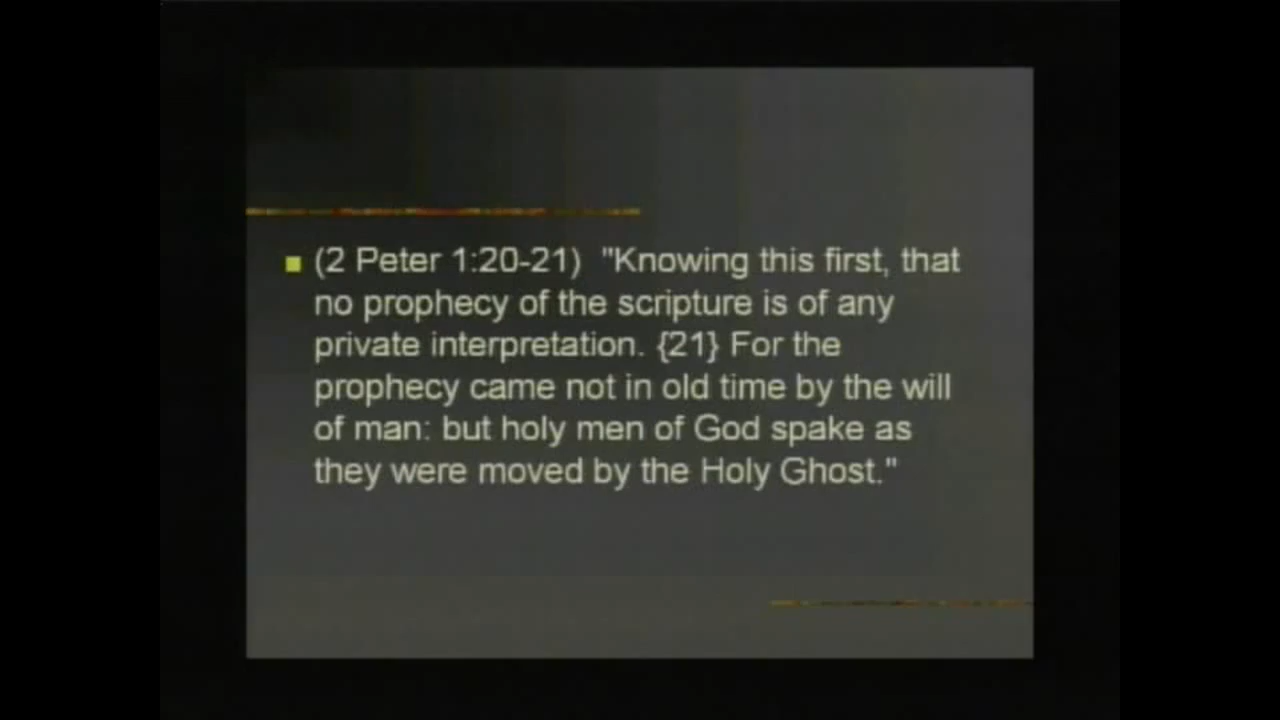 (2 Peter 1:20-21)  "Knowing this first, that
no prophecy of the scripture is of any
private interpretation. {21} For the
prophecy came not in old time by the will
of man: but holy men of God spake as
they were moved by the Holy Ghost."